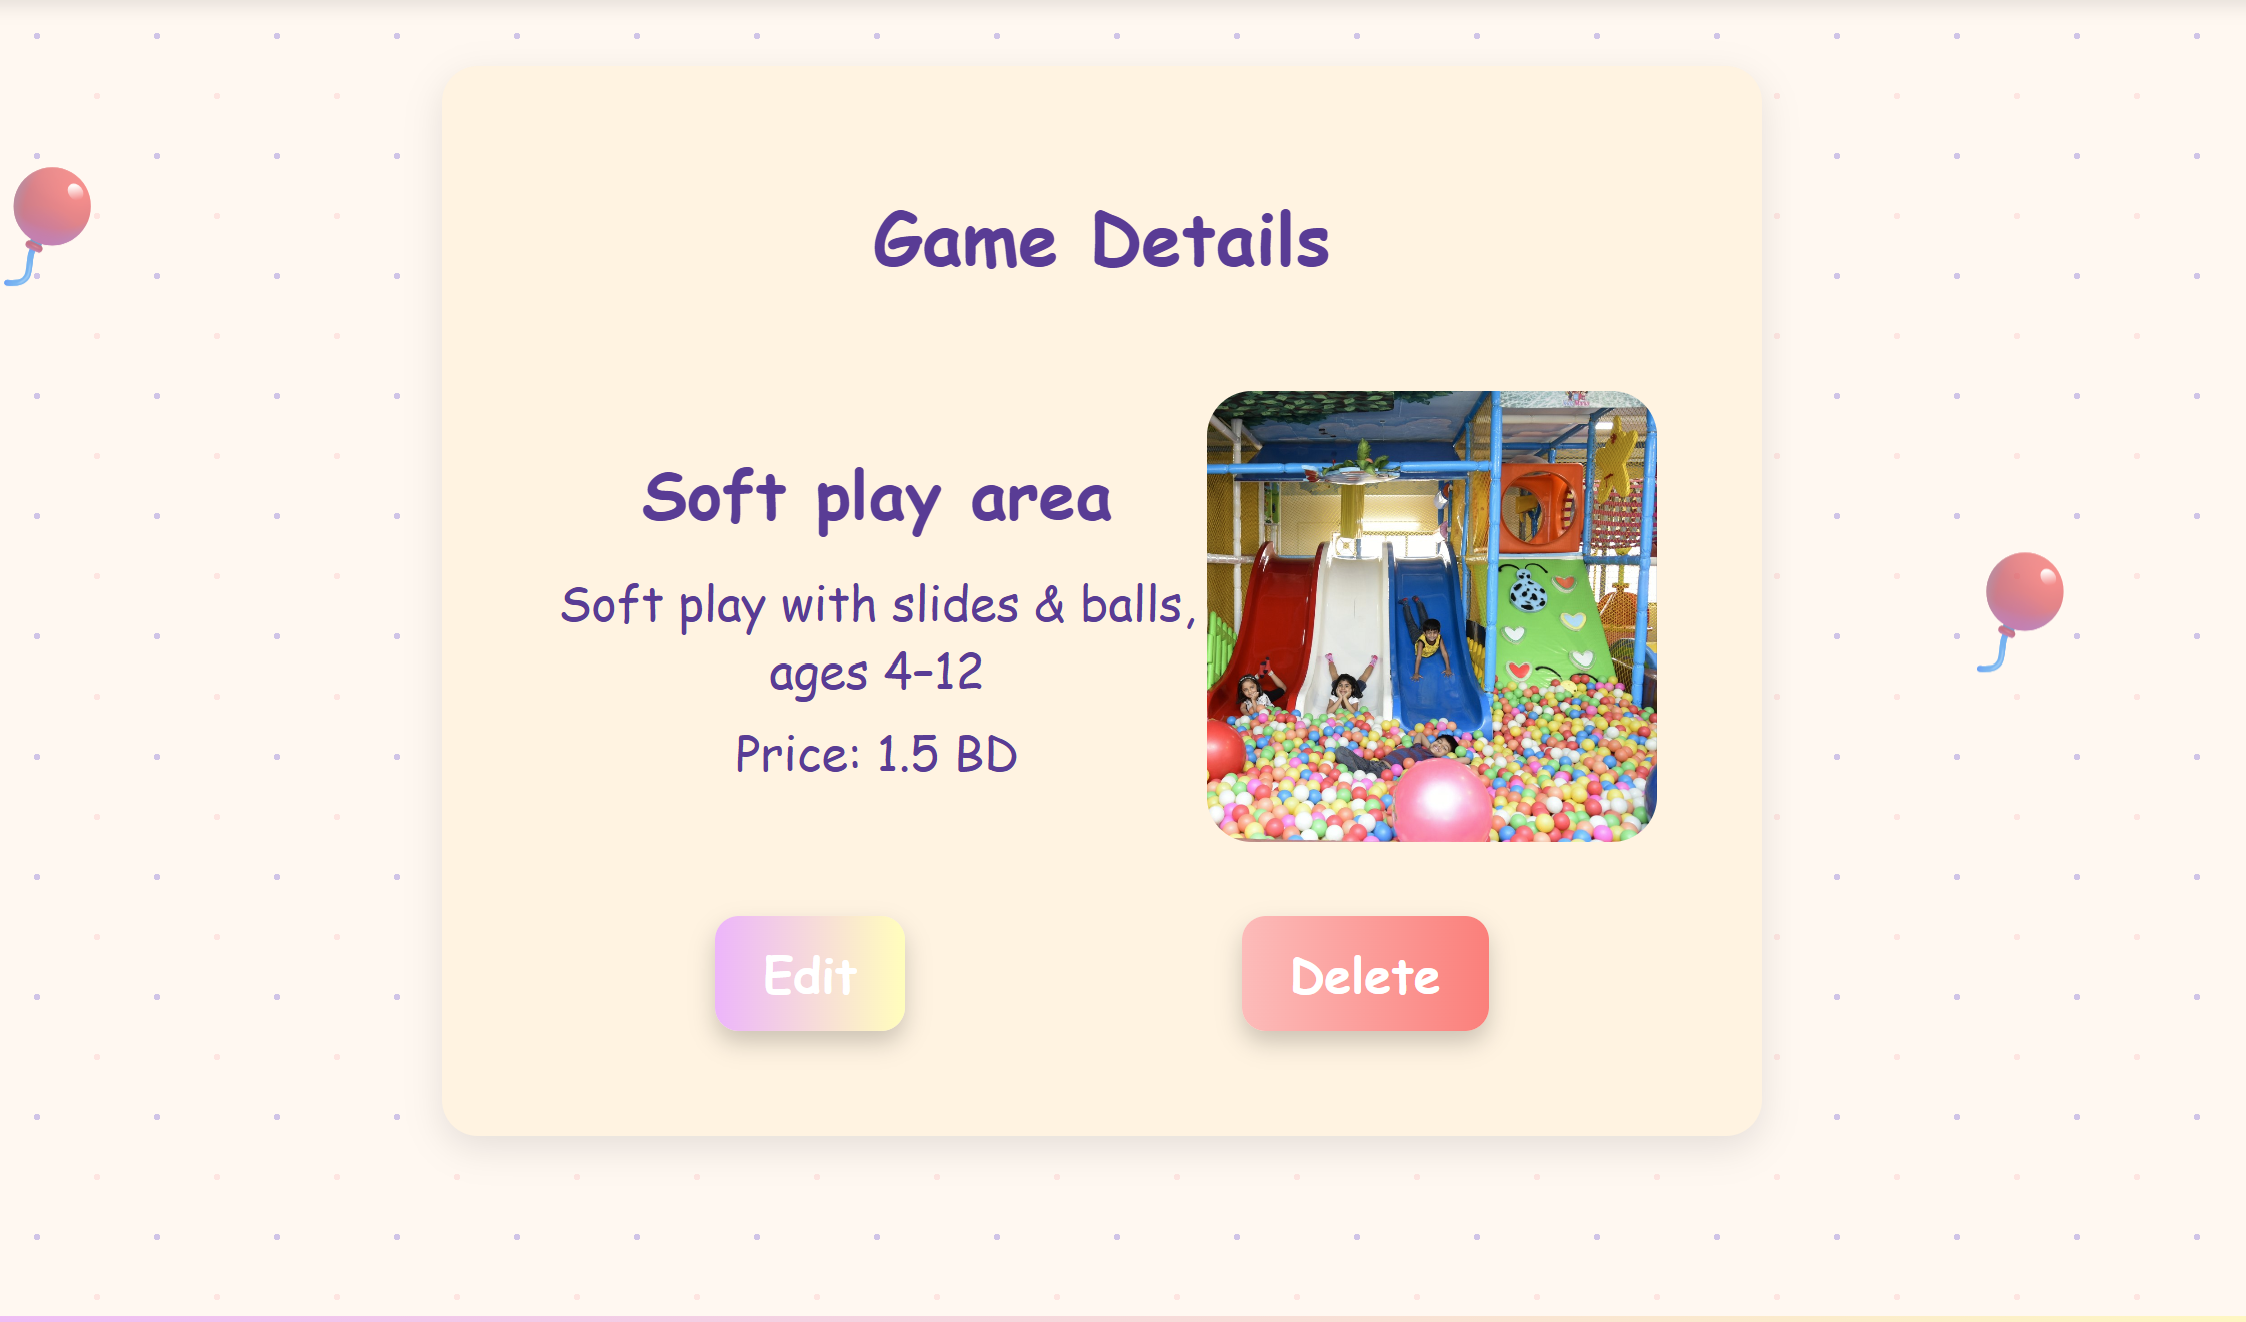 Game Details
Soft play area
Soft play with slides & balls,
ages 4–12
Price: 1.5 BD
Edit
Delete